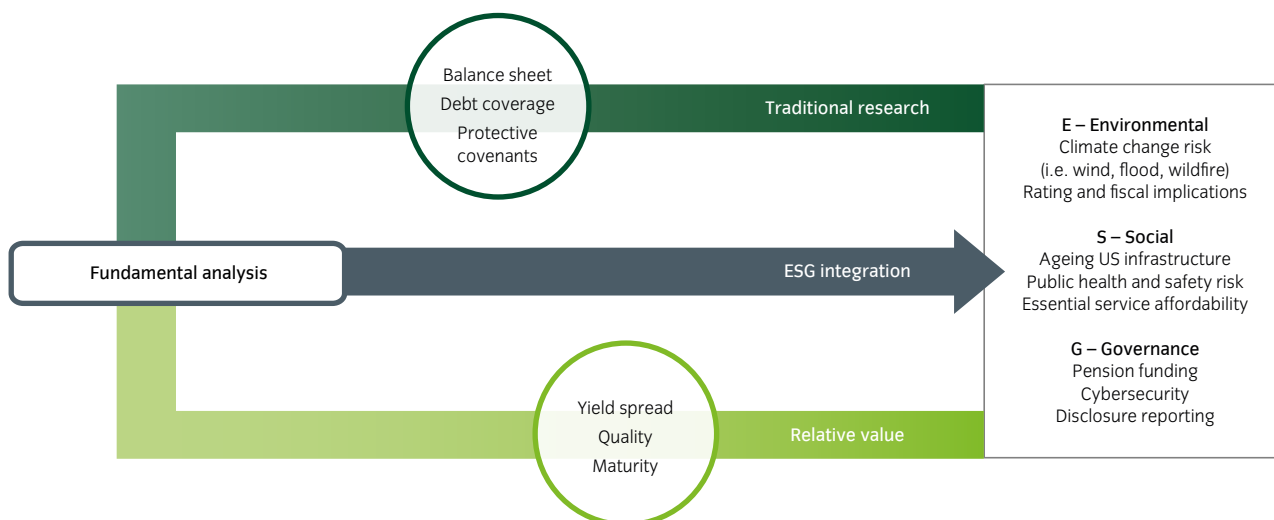 Balance sheet
Debt coverage
Protective
covenants
Traditional research
Fundamental analysis
ESG integration
Yield spread
Quality
Maturity
Relative value
E – Environmental
Climate change risk
(i.e. wind, flood, wildfire)
Rating and fiscal implications
S – Social
Ageing US infrastructure
Public health and safety risk
Essential service affordability
G – Governance
Pension funding
Cybersecurity
Disclosure reporting